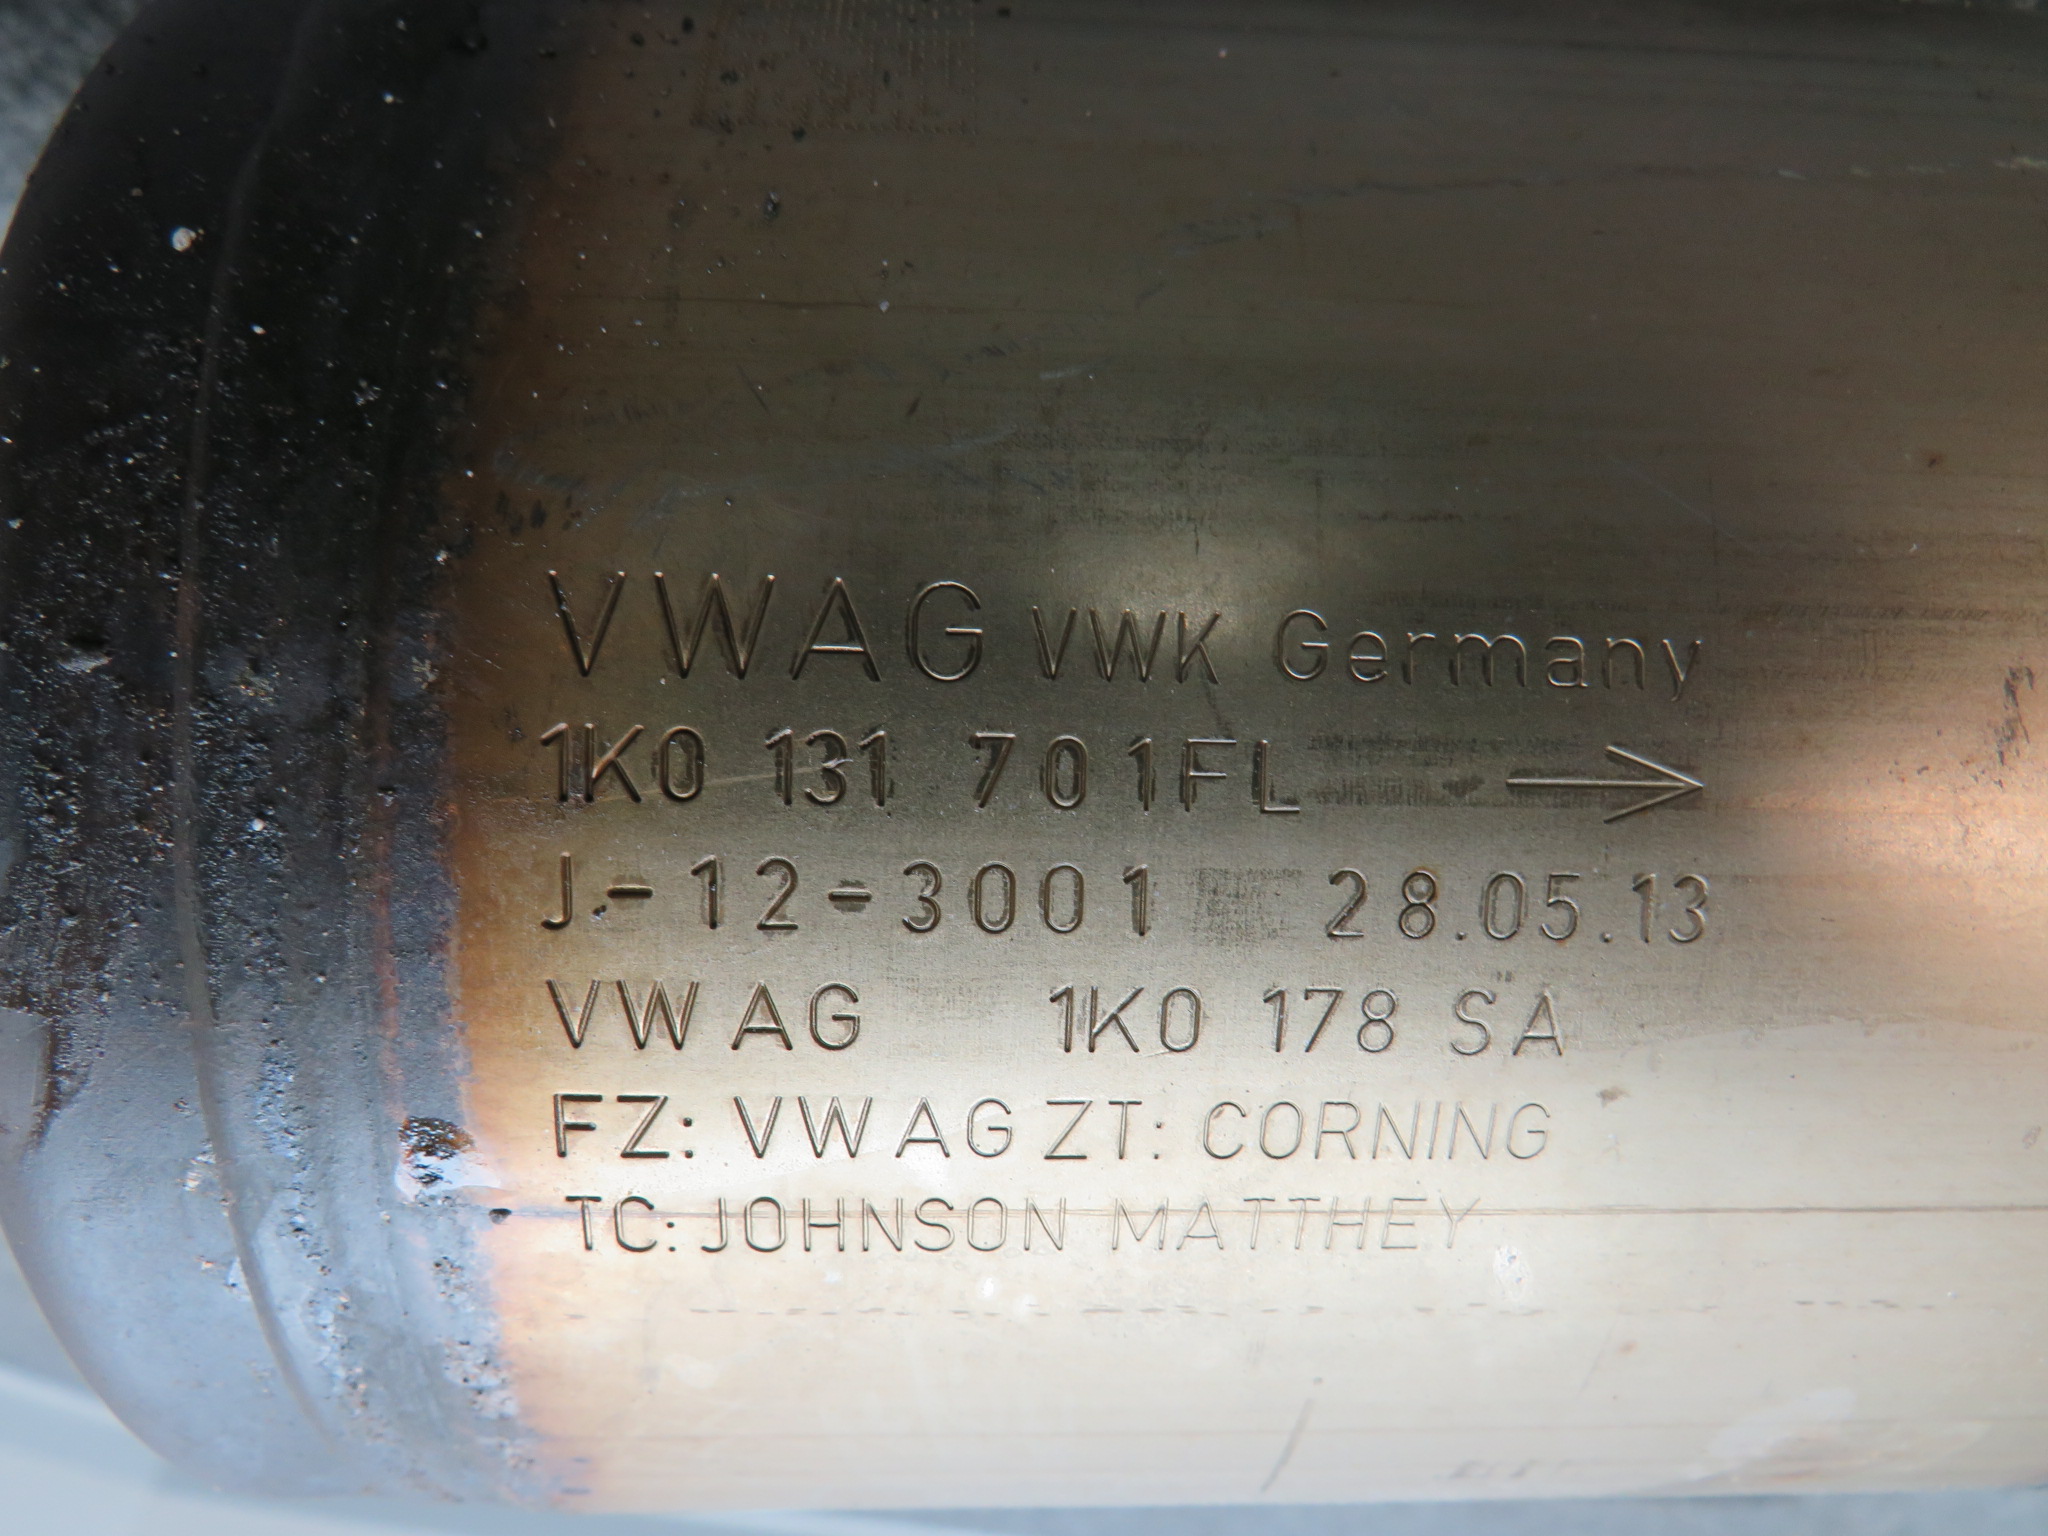 VWAG VWK Germany
1K0 131 701FL →
J-12-3001 28.05.13
VW AG 1K0 178 SA
FZ: VW AG ZT: CORNING
TC: JOHNSON MATTHEY